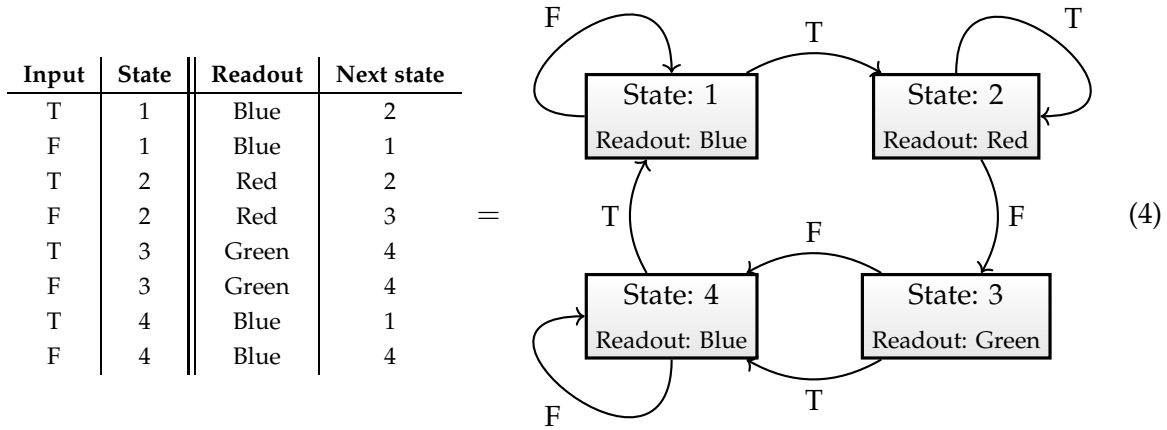 Input State Readout Next state
T 1 Blue 2
F 1 Blue 1
T 2 Red 2
F 2 Red 3
T 3 Green 4
F 3 Green 4
T 4 Blue 1
F 4 Blue 4
=
F
T
T
State: 1
Readout: Blue
State: 2
Readout: Red
T
F
F
State: 4
Readout: Blue
State: 3
Readout: Green
F
T
(4)